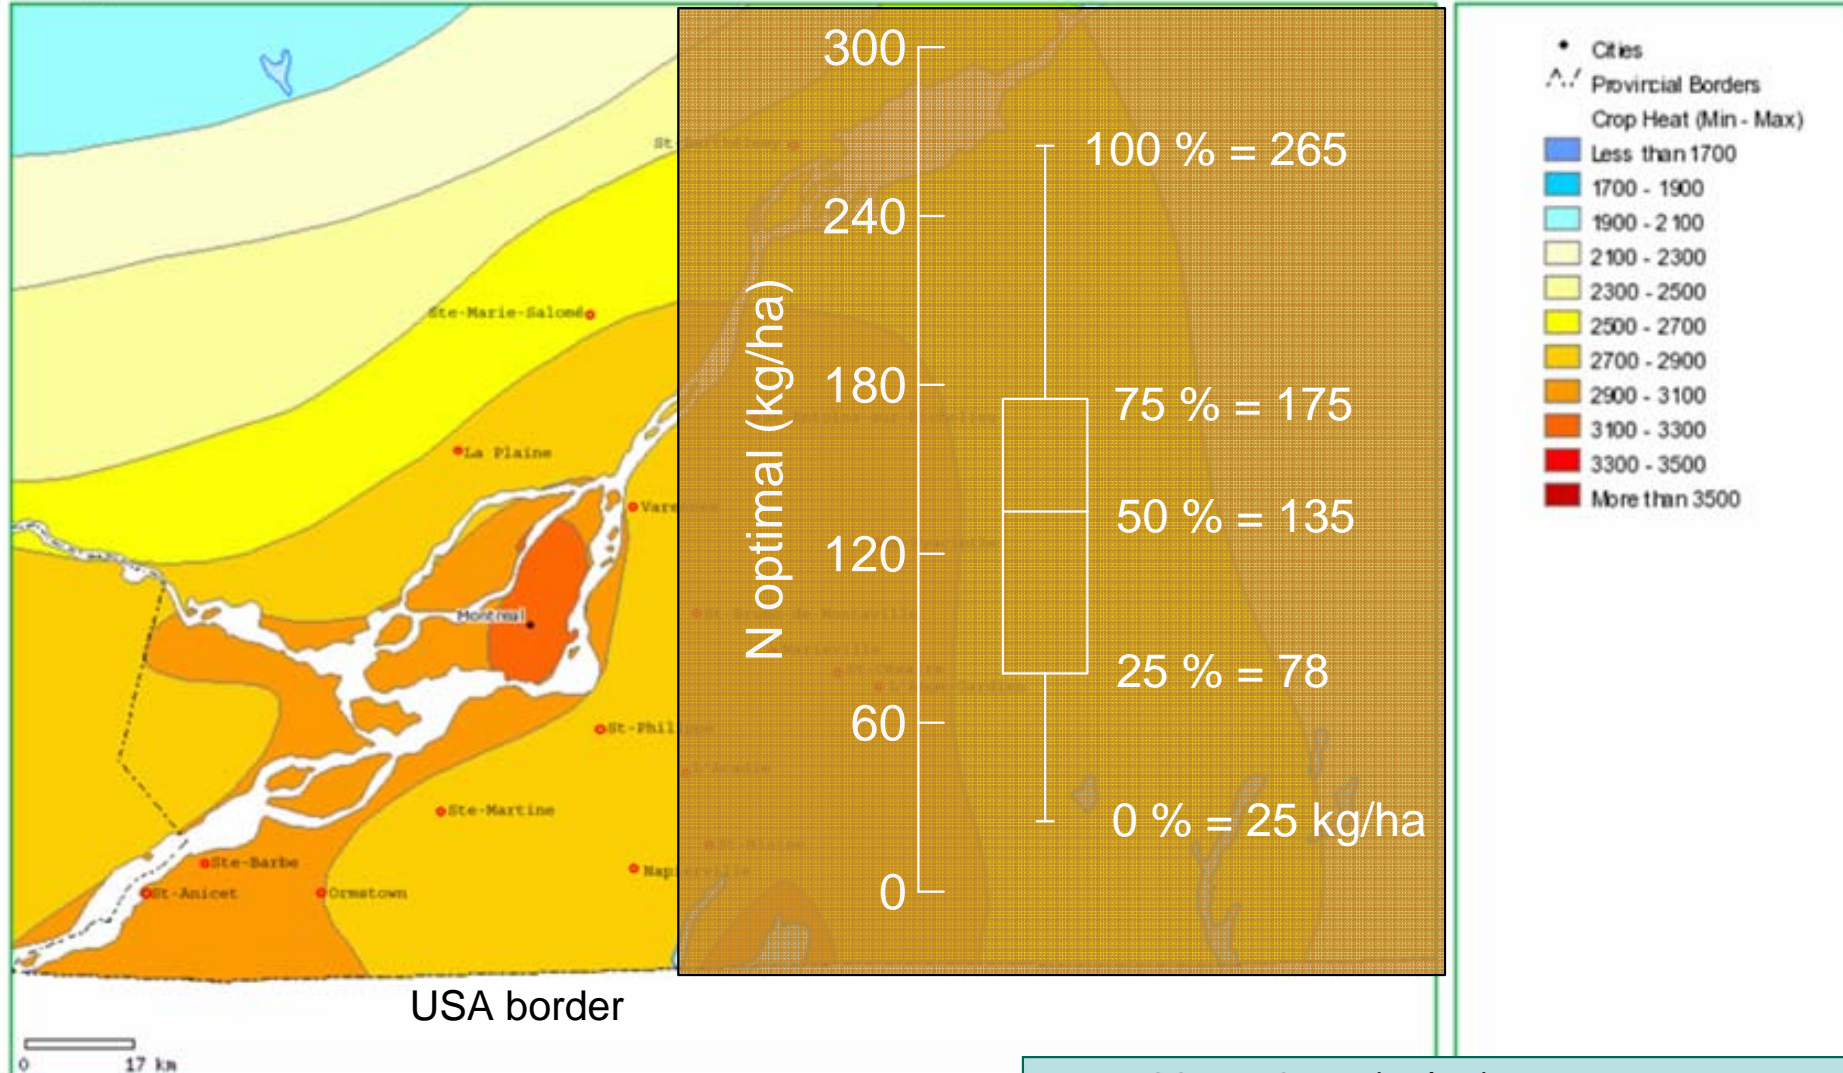 300
240
180
120
60
0
N optimal (kg/ha)
100 % = 265
75 % = 175
50 % = 135
25 % = 78
0 % = 25 kg/ha
Ste-Marie-Salomé
La Plaine
Varennes
Montreal
St-Philippe
L'Acadie
Ste-Martine
Ste-Barbe
Napierville
St-Anicet
Ormstown
USA border
0 17 km
Cities
Provincial Borders
Crop Heat (Min - Max)
Less than 1700
1700 - 1900
1900 - 2100
2100 - 2300
2300 - 2500
2500 - 2700
2700 - 2900
2900 - 3100
3100 - 3300
3300 - 3500
More than 3500